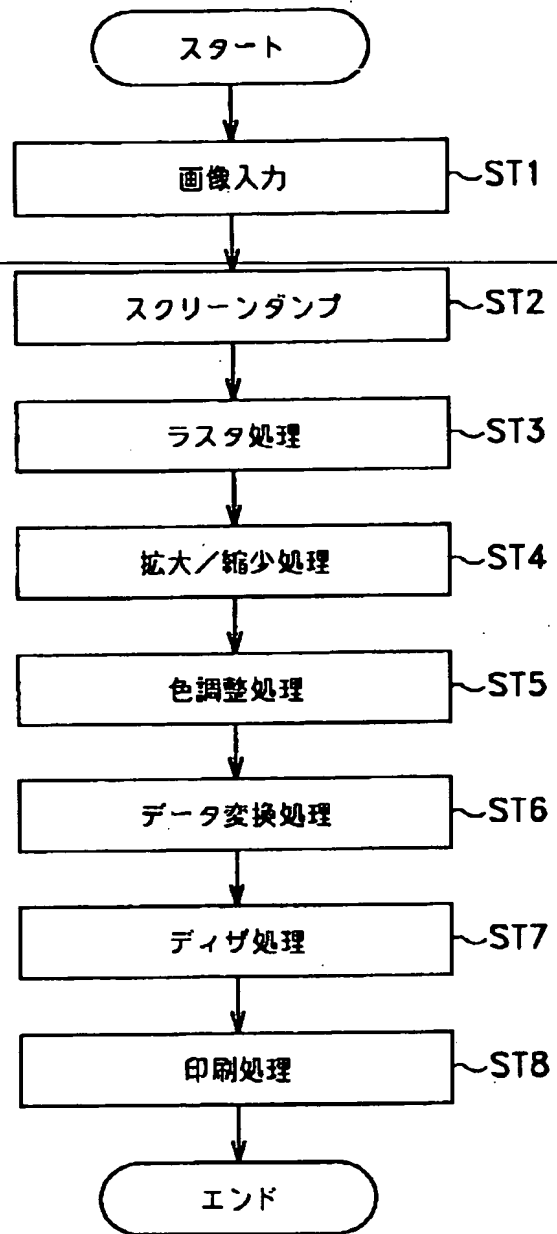 スタート
画像入力 ~ST1
スクリーンダンプ ~ST2
ラスタ処理 ~ST3
拡大／縮少処理 ~ST4
色調整処理 ~ST5
データ変換処理 ~ST6
ディザ処理 ~ST7
印刷処理 ~ST8
エンド